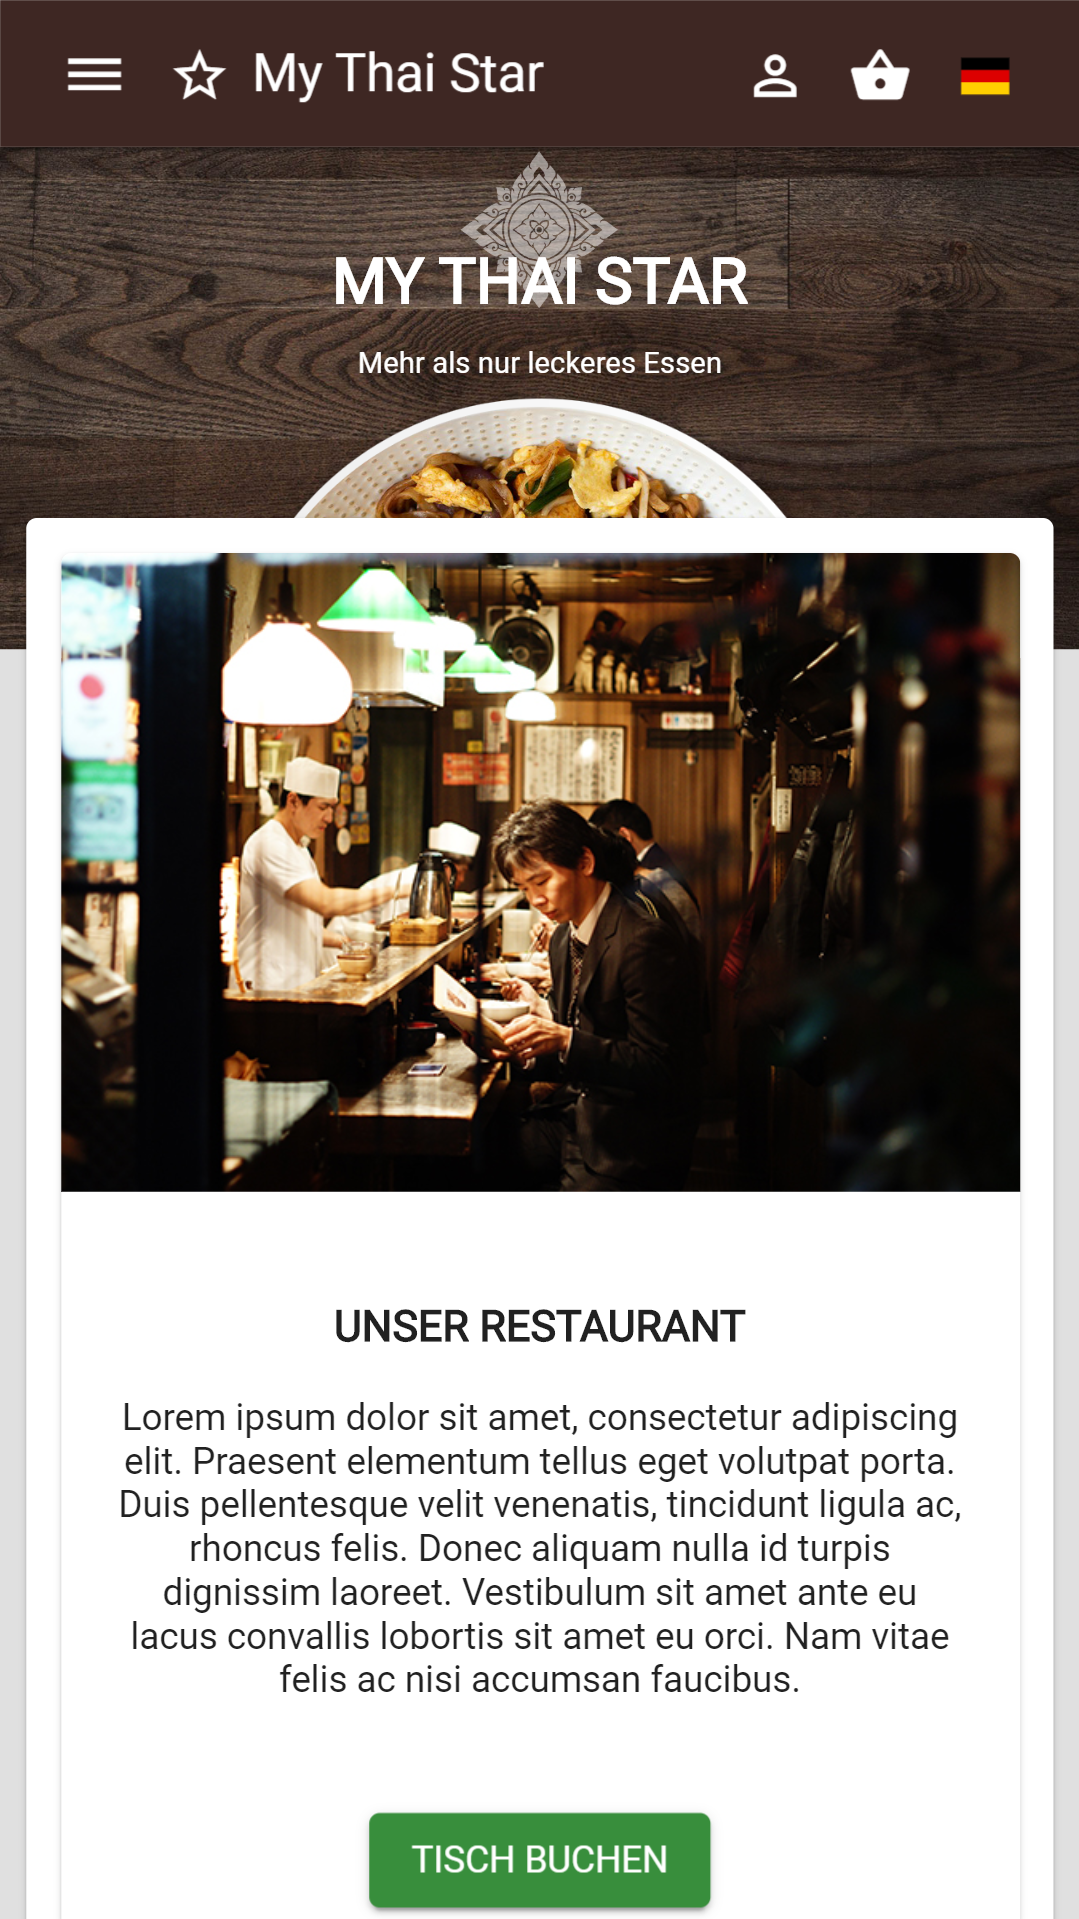 My Thai Star
MY THAI STAR
Mehr als nur leckeres Essen
UNSER RESTAURANT
Lorem ipsum dolor sit amet, consectetur adipiscing
elit. Praesent elementum tellus eget volutpat porta.
Duis pellentesque velit venenatis, tincidunt ligula ac,
rhoncus felis. Donec aliquam nulla id turpis
dignissim laoreet. Vestibulum sit amet ante eu
lacus convallis lobortis sit amet eu orci. Nam vitae
felis ac nisi accumsan faucibus.
TISCH BUCHEN